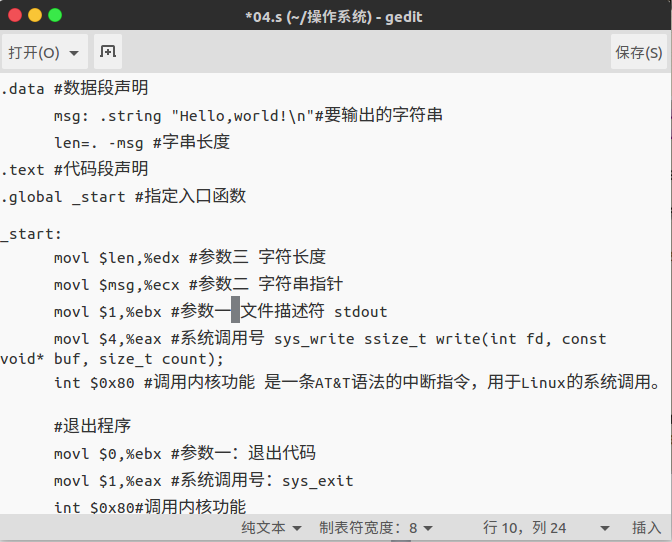 *04.s (~/操作系统) - gedit
打开(O)
保存(S)
.data #数据段声明
msg: .string "Hello,world!\n"#要输出的字符串
len=. -msg #字串长度
.text #代码段声明
.global _start #指定入口函数
_start:
movl $len,%edx #参数三 字符长度
movl $msg,%ecx #参数二 字符串指针
movl $1,%ebx #参数一 文件描述符 stdout
movl $4,%eax #系统调用号 sys_write ssize_t write(int fd, const
void* buf, size_t count);
int $0x80 #调用内核功能 是一条AT&T语法的中断指令，用于Linux的系统调用。
#退出程序
movl $0,%ebx #参数一：退出代码
movl $1,%eax #系统调用号：sys_exit
int $0x80#调用内核功能
纯文本 制表符宽度：8 行 10，列 24 插入